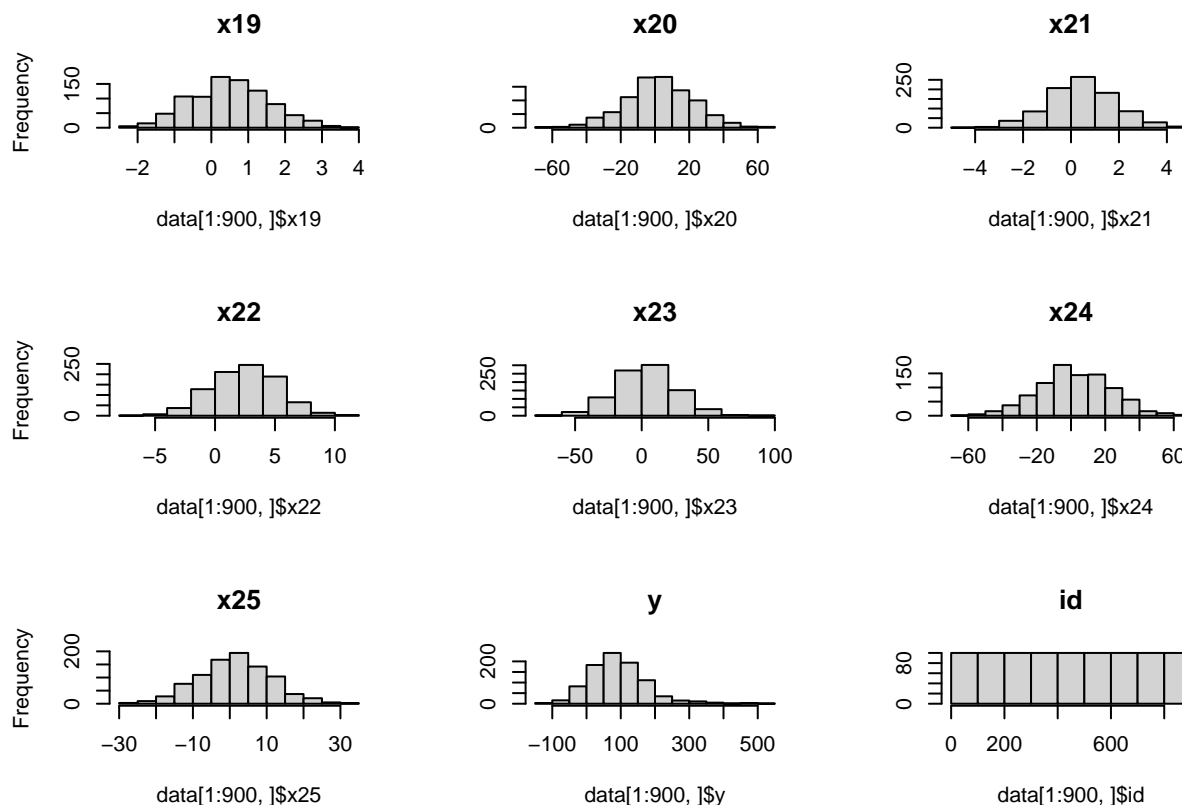 x19
x20
x21
Frequency
0 150
0
0 250
−2 0 1 2 3 4
−60 −20 20 60
−4 −2 0 2 4
data[1:900, ]$x19
data[1:900, ]$x20
data[1:900, ]$x21
x22
x23
x24
Frequency
0 250
0 250
0 150
−5 0 5 10
−50 0 50 100
−60 −20 20 60
data[1:900, ]$x22
data[1:900, ]$x23
data[1:900, ]$x24
x25
y
id
Frequency
0 200
0 200
0 80
−30 −10 10 30
−100 100 300 500
0 200 600
data[1:900, ]$x25
data[1:900, ]$y
data[1:900, ]$id